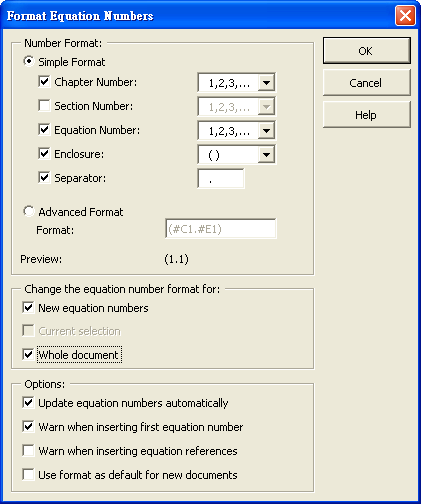 Format Equation Numbers
Number Format:
Simple Format
Chapter Number: 1,2,3,...
Section Number: 1,2,3,...
Equation Number: 1,2,3,...
Enclosure: ( )
Separator: .
Advanced Format
Format: (#C1.#E1)
Preview: (1.1)
Change the equation number format for:
New equation numbers
Current selection
Whole document
Options:
Update equation numbers automatically
Warn when inserting first equation number
Warn when inserting equation references
Use format as default for new documents
OK
Cancel
Help